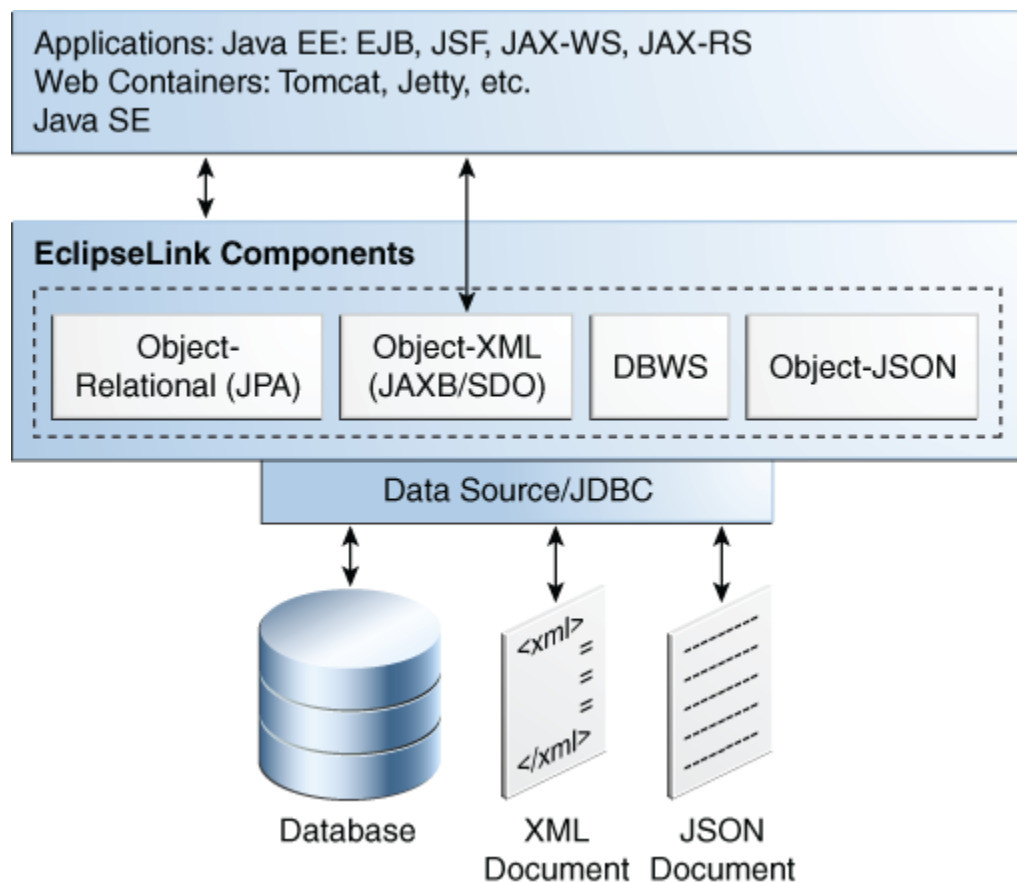 Applications: Java EE: EJB, JSF, JAX-WS, JAX-RS
Web Containers: Tomcat, Jetty, etc.
Java SE
EclipseLink Components
Object-
Relational (JPA)
Object-XML
(JAXB/SDO)
DBWS
Object-JSON
Data Source/JDBC
<xml>
=
=
=
</xml>
Database
XML
Document
JSON
Document